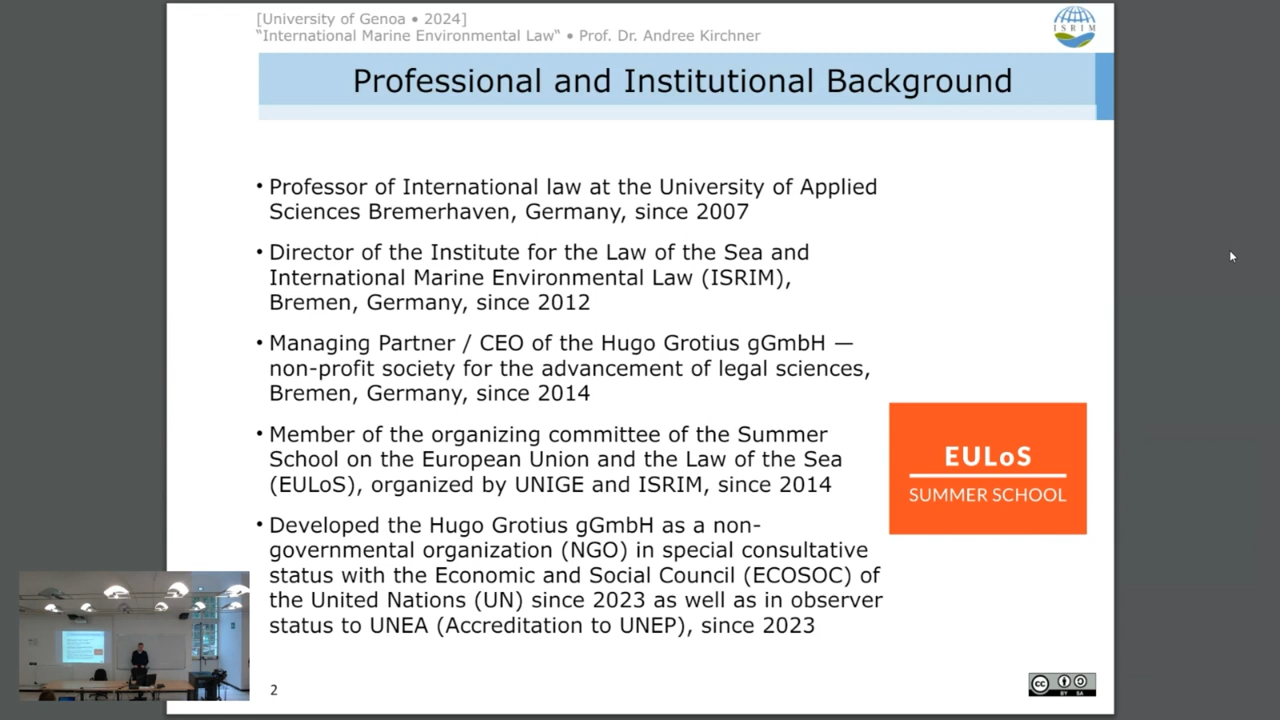 [University of Genoa • 2024]
“International Marine Environmental Law“ • Prof. Dr. Andree Kirchner
ISRIM
Professional and Institutional Background
• Professor of International law at the University of Applied
Sciences Bremerhaven, Germany, since 2007
• Director of the Institute for the Law of the Sea and
International Marine Environmental Law (ISRIM),
Bremen, Germany, since 2012
• Managing Partner / CEO of the Hugo Grotius gGmbH —
non-profit society for the advancement of legal sciences,
Bremen, Germany, since 2014
• Member of the organizing committee of the Summer
School on the European Union and the Law of the Sea
(EULoS), organized by UNIGE and ISRIM, since 2014
EULoS
SUMMER SCHOOL
• Developed the Hugo Grotius gGmbH as a non-
governmental organization (NGO) in special consultative
status with the Economic and Social Council (ECOSOC) of
the United Nations (UN) since 2023 as well as in observer
status to UNEA (Accreditation to UNEP), since 2023
2
cc BY SA